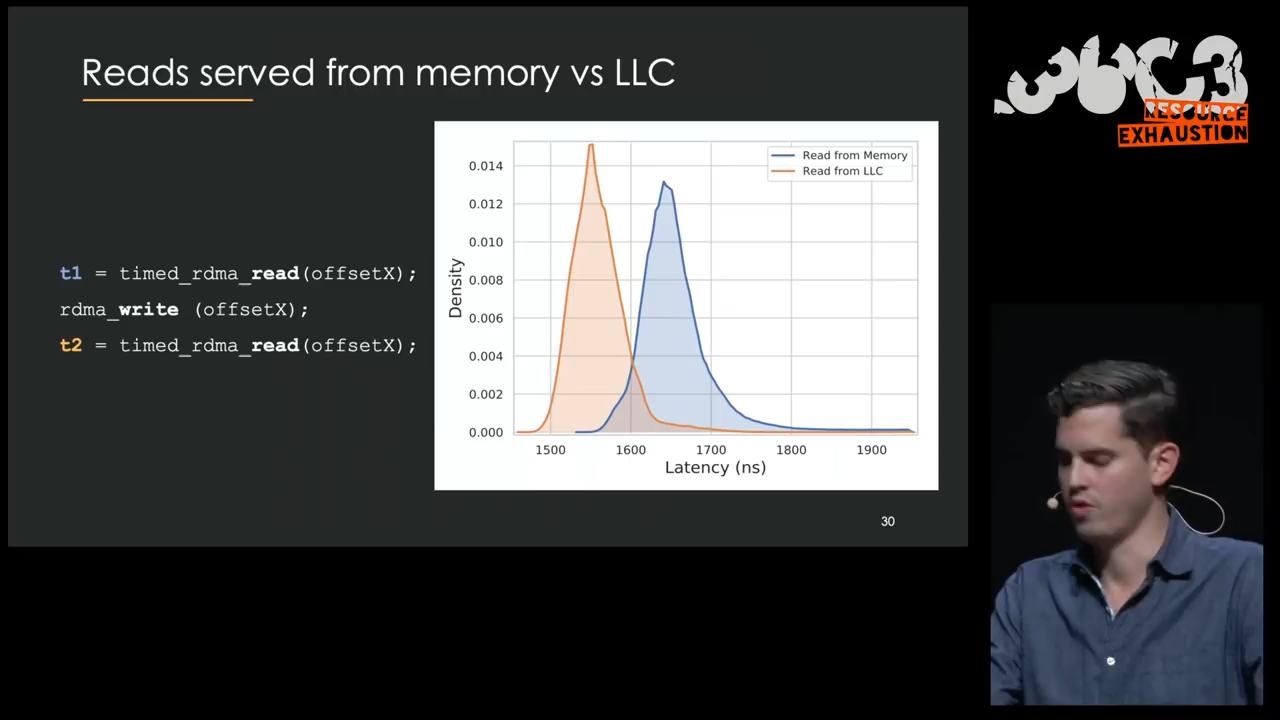 Reads served from memory vs LLC
t1 = timed_rdma_read(offsetX);
rdma_write (offsetX);
t2 = timed_rdma_read(offsetX);
Read from Memory
Read from LLC
0.014
0.012
0.010
0.008
0.006
0.004
0.002
0.000
Density
1500 1600 1700 1800 1900
Latency (ns)
30
36C3
RESOURCE
EXHAUSTION